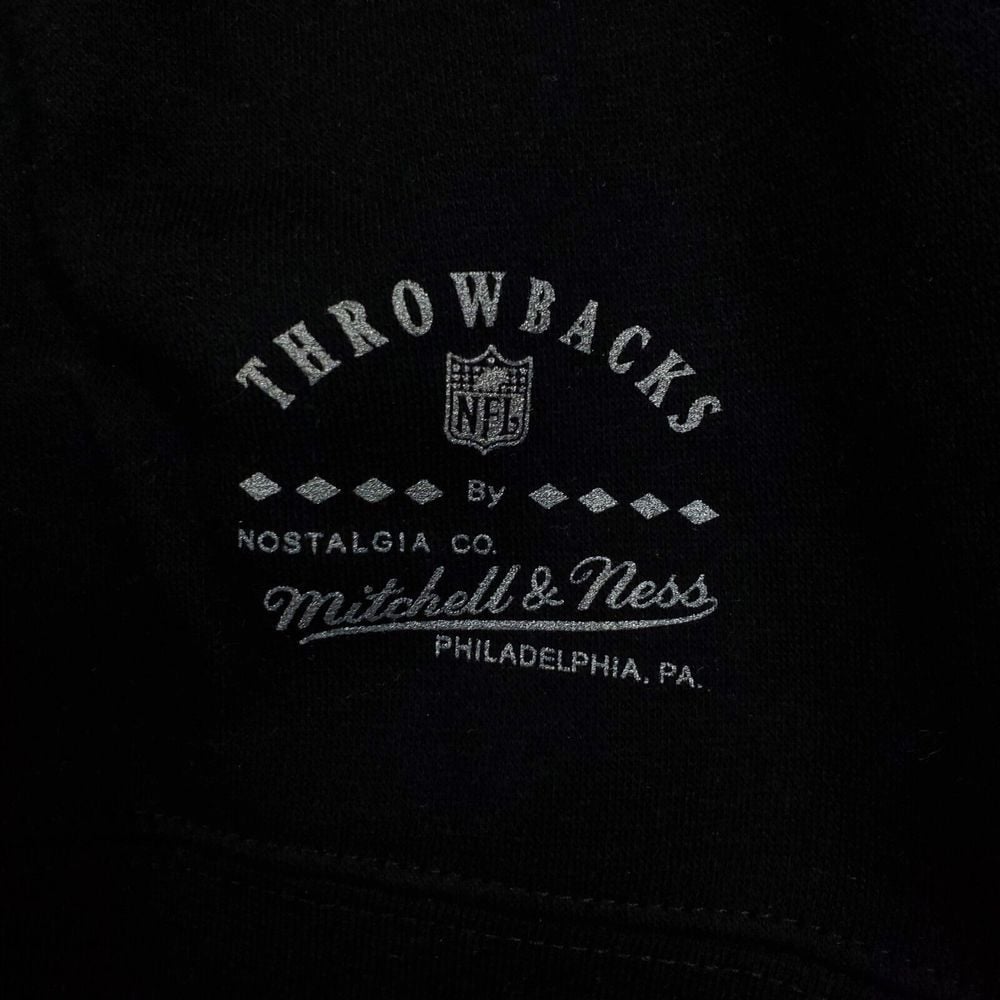 THROWBACKS
NFL
By
NOSTALGIA CO.
Mitchell & Ness
PHILADELPHIA, PA.